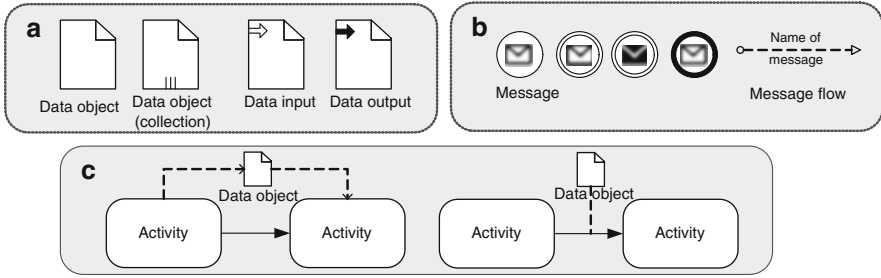 a
Data object
Data object
(collection)
Data input
Data output
b
Message
Name of
message
Message flow
c
Data object
Activity
Activity
Data object
Activity
Activity